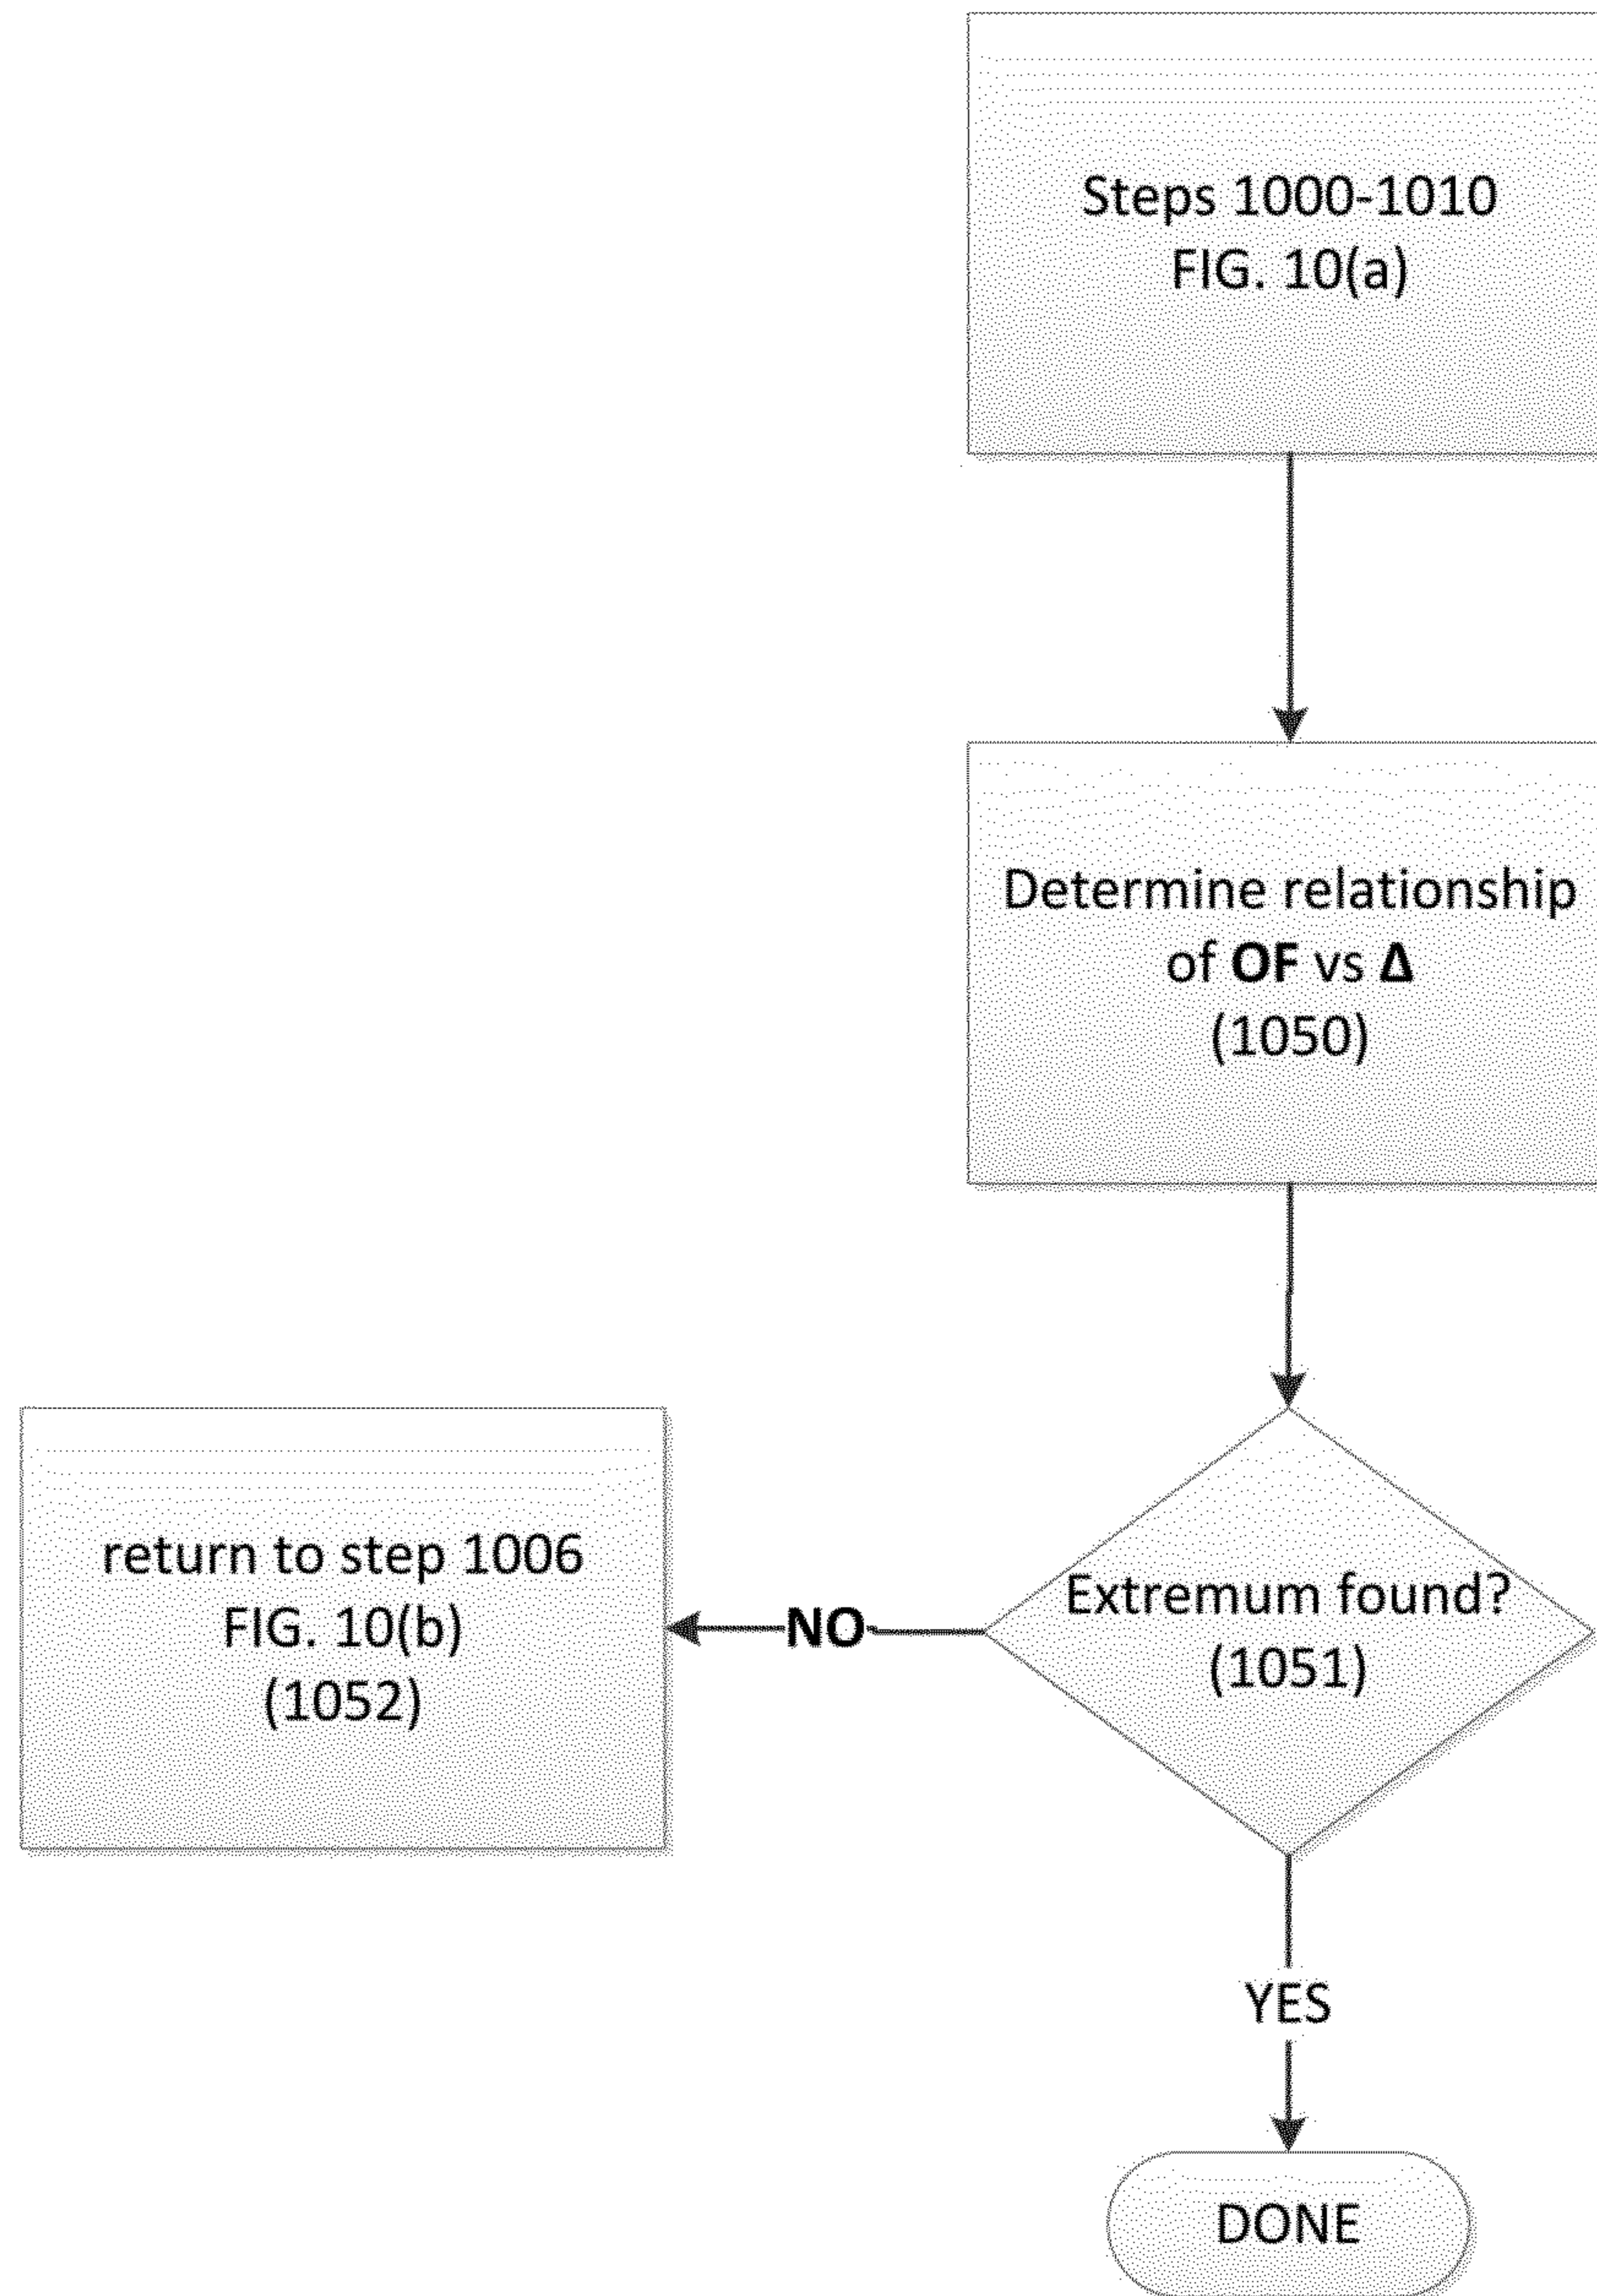 Steps 1000-1010
FIG. 10(a)
Determine relationship
of OF vs Δ
(1050)
Extremum found?
(1051)
NO
return to step 1006
FIG. 10(b)
(1052)
YES
DONE